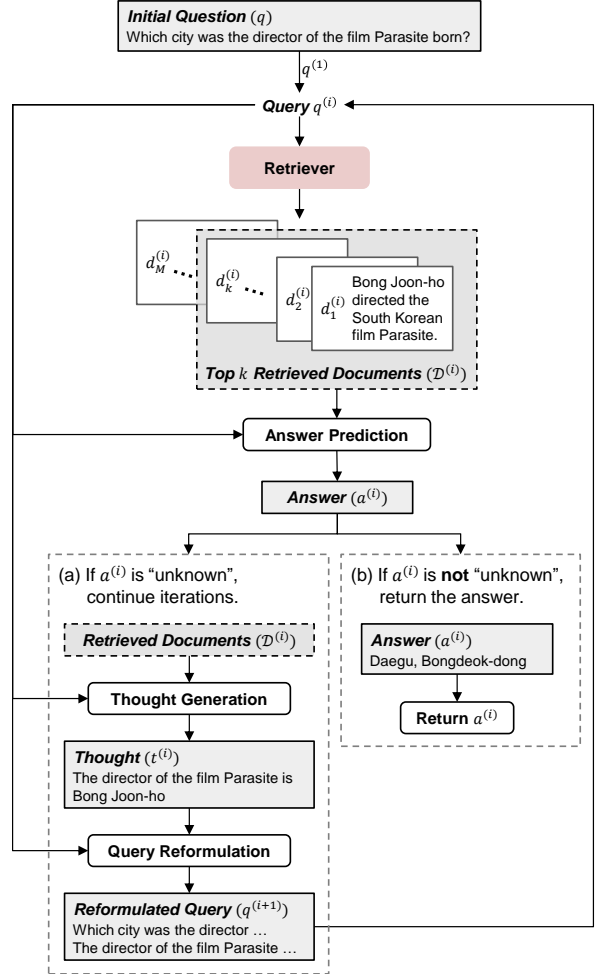 Initial Question (q)
Which city was the director of the film Parasite born?
q^{(1)}
Query q^{(i)}
Retriever
d_M^{(i)}
d_k^{(i)}
d_2^{(i)}
d_1^{(i)}
Bong Joon-ho
directed the
South Korean
film Parasite.
Top k Retrieved Documents (𝒟^{(i)})
Answer Prediction
Answer (a^{(i)})
(a) If a^{(i)} is “unknown”,
continue iterations.
Retrieved Documents (𝒟^{(i)})
Thought Generation
Thought (t^{(i)})
The director of the film Parasite is
Bong Joon-ho
Query Reformulation
Reformulated Query (q^{(i+1)})
Which city was the director …
The director of the film Parasite …
(b) If a^{(i)} is not “unknown”,
return the answer.
Answer (a^{(i)})
Daegu, Bongdeok-dong
Return a^{(i)}